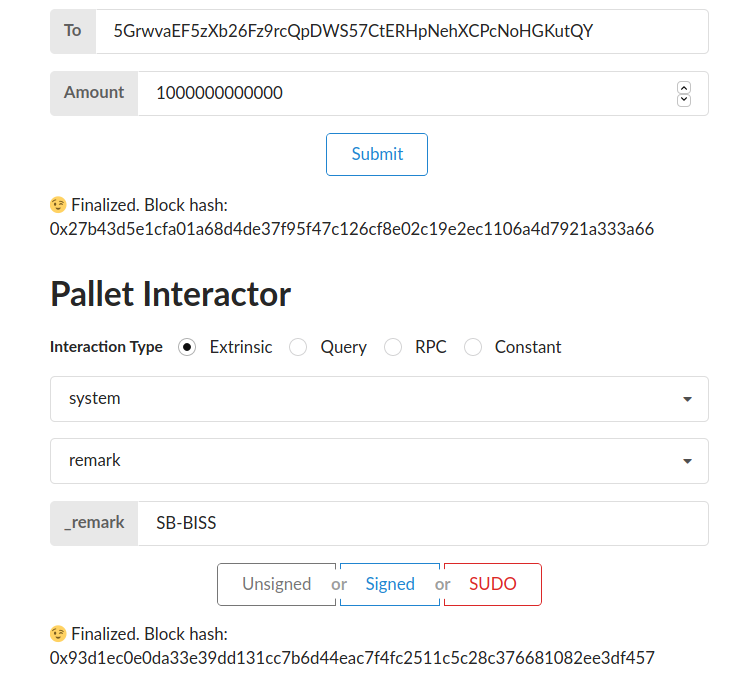 To 5GrwvaEF5zXb26Fz9rcQpDWS57CtERHpNehXCPcNoHGKutQY
Amount 1000000000000
Submit
😉 Finalized. Block hash:
0x27b43d5e1cfa01a68d4de37f95f47c126cf8e02c19e2ec1106a4d7921a333a66
Pallet Interactor
Interaction Type Extrinsic Query RPC Constant
system
remark
_remark SB-BISS
Unsigned or Signed or SUDO
😉 Finalized. Block hash:
0x93d1ec0e0da33e39dd131cc7b6d44eac7f4fc2511c5c28c376681082ee3df457